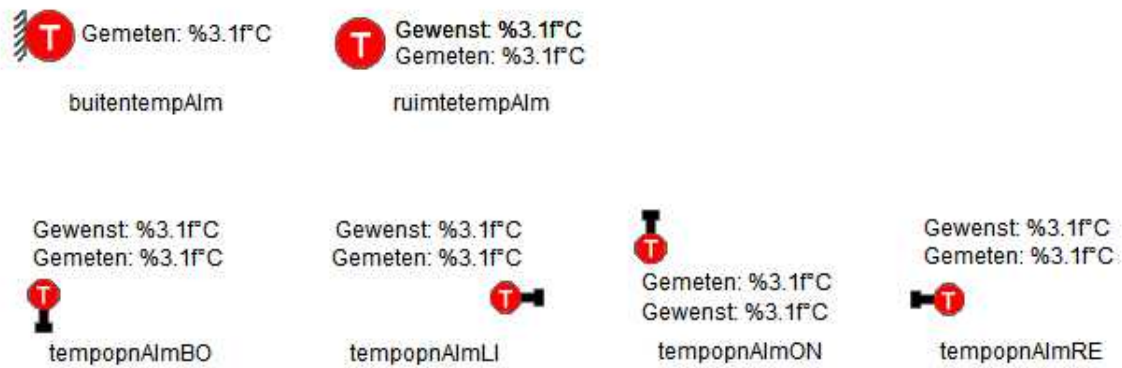 T Gemeten: %3.1f°C
buitentempAlm
T Gewenst: %3.1f°C
Gemeten: %3.1f°C
ruimtetempAlm
Gewenst: %3.1f°C
Gemeten: %3.1f°C
T
tempopnAlmBO
Gewenst: %3.1f°C
Gemeten: %3.1f°C
T
tempopnAlmLI
T
Gemeten: %3.1f°C
Gewenst: %3.1f°C
tempopnAlmON
Gewenst: %3.1f°C
Gemeten: %3.1f°C
T
tempopnAlmRE